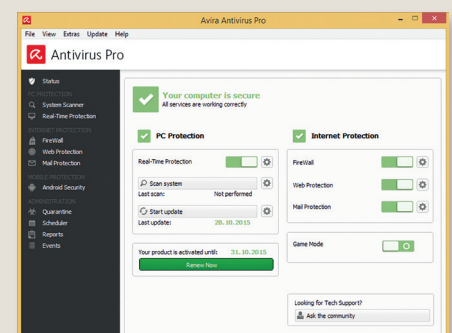 Avira Antivirus Pro
File View Extras Update Help
Antivirus Pro
Status
PC PROTECTION
System Scanner
Real-Time Protection
INTERNET PROTECTION
FireWall
Web Protection
Mail Protection
MOBILE PROTECTION
Android Security
ADMINISTRATION
Quarantine
Scheduler
Reports
Events
Your computer is secure
All services are working correctly
PC Protection
Real-Time Protection
Scan system
Last scan: Not performed
Start update
Last update: 28.10.2015
Your product is activated until: 31.10.2015
Renew Now
Internet Protection
FireWall
Web Protection
Mail Protection
Game Mode
Looking for Tech Support?
Ask the community